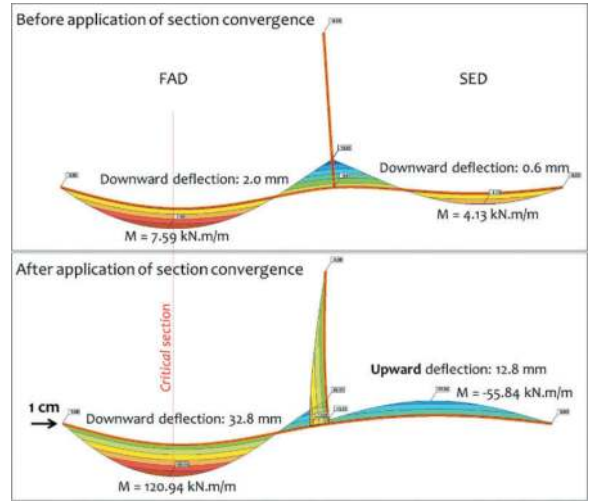 Before application of section convergence
FAD
SED
Downward deflection: 2.0 mm
Downward deflection: 0.6 mm
M = 7.59 kN.m/m
M = 4.13 kN.m/m
After application of section convergence
Critical section
Upward deflection: 12.8 mm
M = -55.84 kN.m/m
1 cm
Downward deflection: 32.8 mm
M = 120.94 kN.m/m